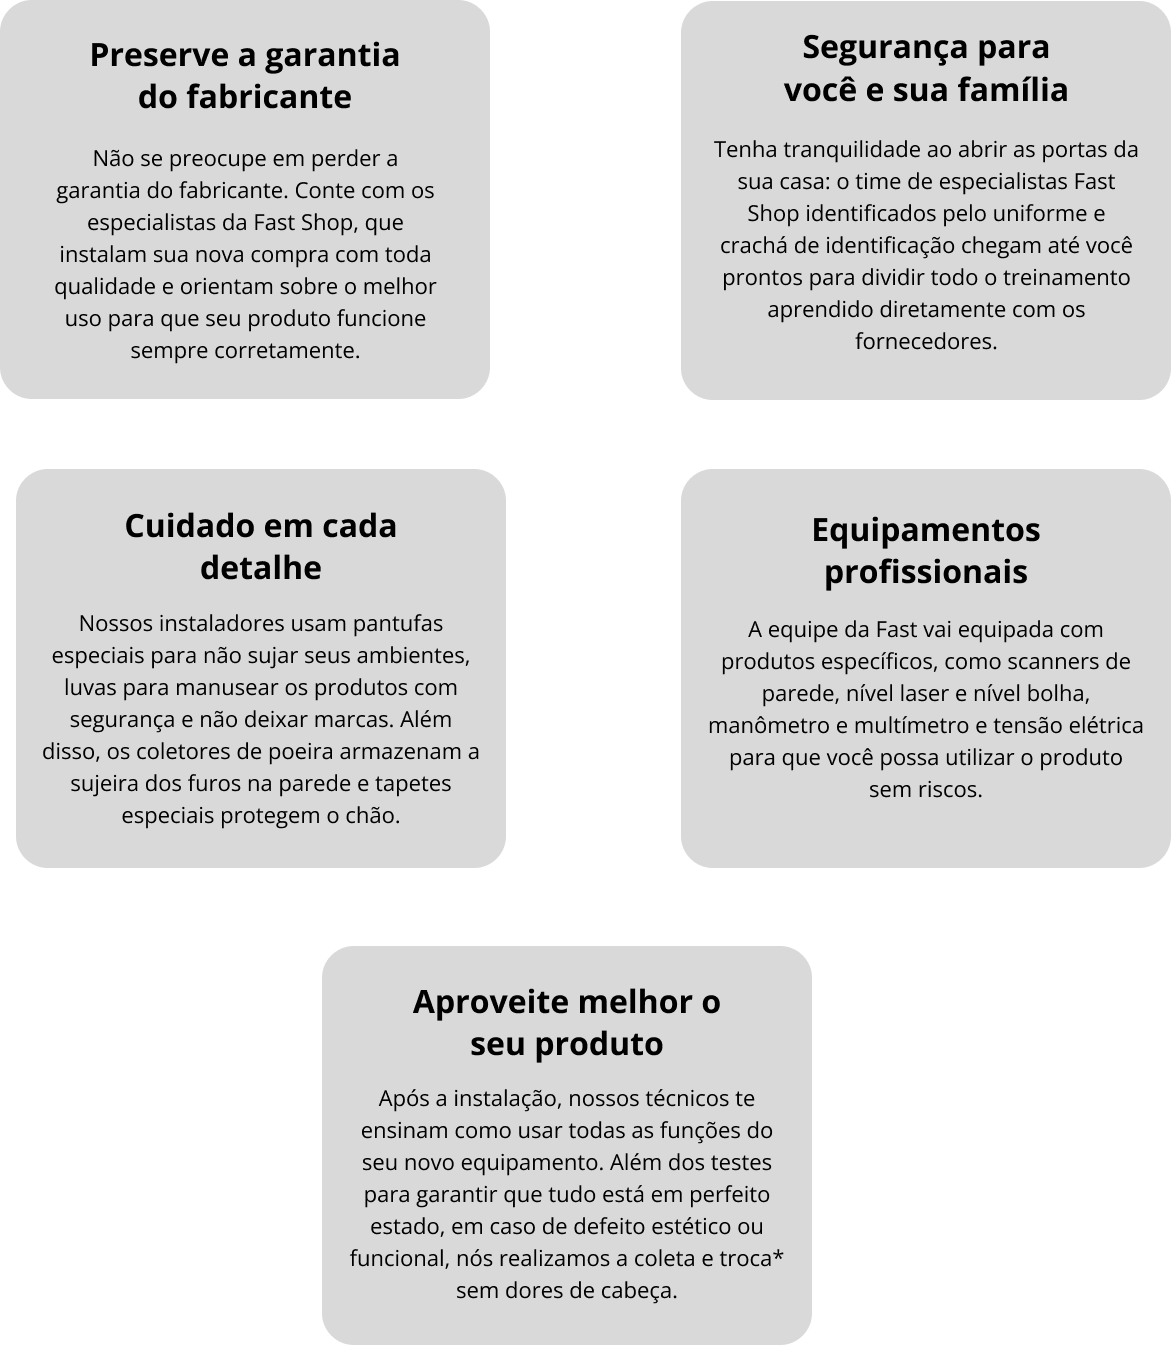 Preserve a garantia
do fabricante
Não se preocupe em perder a
garantia do fabricante. Conte com os
especialistas da Fast Shop, que
instalam sua nova compra com toda
qualidade e orientam sobre o melhor
uso para que seu produto funcione
sempre corretamente.
Segurança para
você e sua família
Tenha tranquilidade ao abrir as portas da
sua casa: o time de especialistas Fast
Shop identificados pelo uniforme e
crachá de identificação chegam até você
prontos para dividir todo o treinamento
aprendido diretamente com os
fornecedores.
Cuidado em cada
detalhe
Nossos instaladores usam pantufas
especiais para não sujar seus ambientes,
luvas para manusear os produtos com
segurança e não deixar marcas. Além
disso, os coletores de poeira armazenam a
sujeira dos furos na parede e tapetes
especiais protegem o chão.
Equipamentos
profissionais
A equipe da Fast vai equipada com
produtos específicos, como scanners de
parede, nível laser e nível bolha,
manômetro e multímetro e tensão elétrica
para que você possa utilizar o produto
sem riscos.
Aproveite melhor o
seu produto
Após a instalação, nossos técnicos te
ensinam como usar todas as funções do
seu novo equipamento. Além dos testes
para garantir que tudo está em perfeito
estado, em caso de defeito estético ou
funcional, nós realizamos a coleta e troca*
sem dores de cabeça.